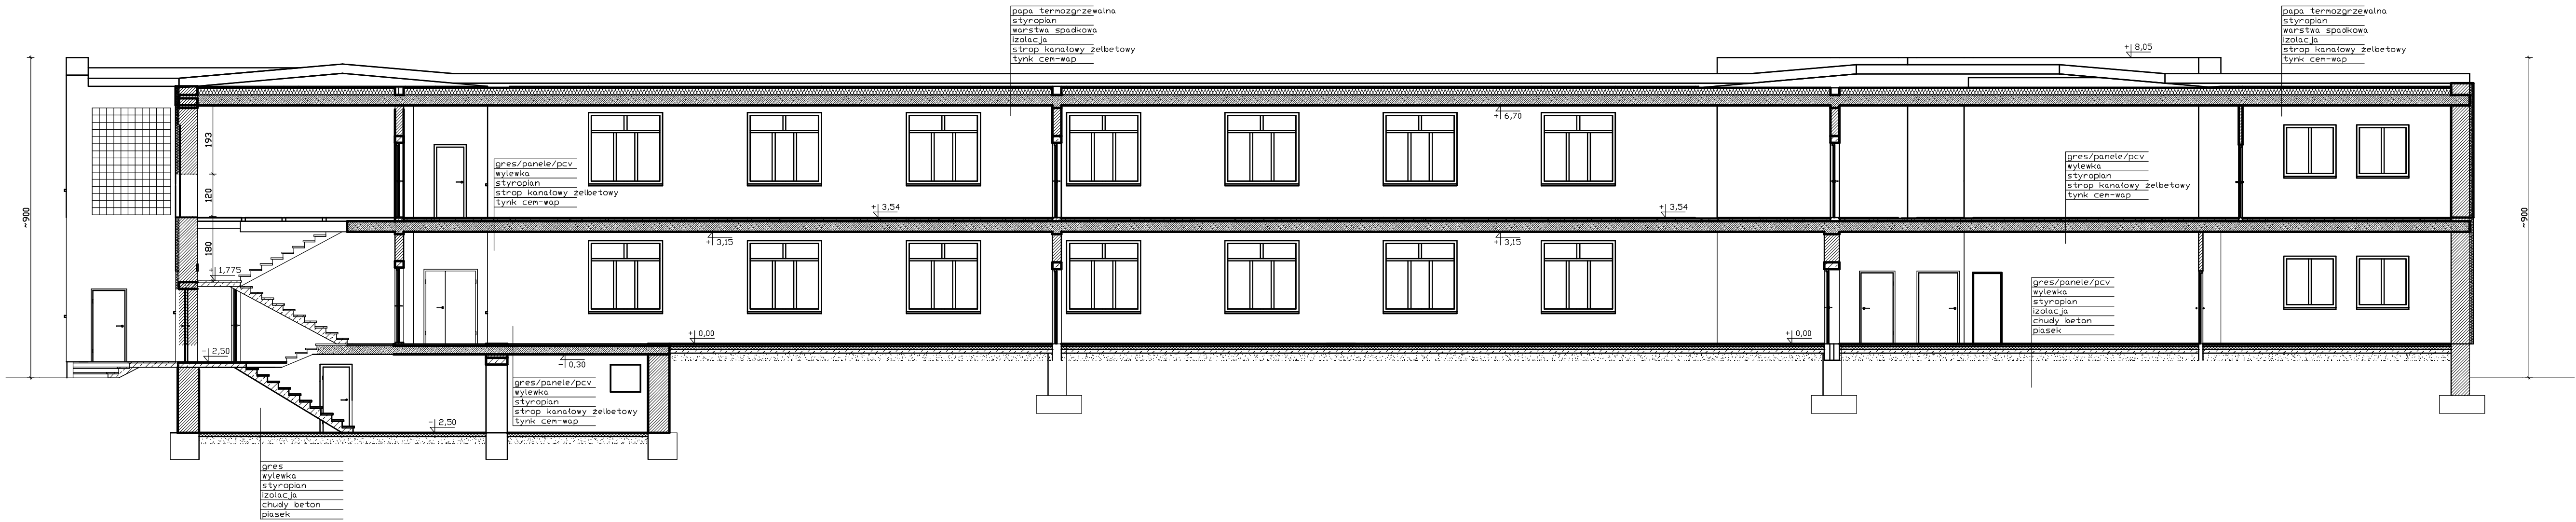 papa termozgrzewalna
styropian
warstwa spadkowa
izolacja
strop kanałowy żelbetowy
tynk cem-wap
papa termozgrzewalna
styropian
warstwa spadkowa
izolacja
strop kanałowy żelbetowy
tynk cem-wap
+ 8,05
+ 6,70
193
120
180
~900
~900
gres/panele/pcv
wylewka
styropian
strop kanałowy żelbetowy
tynk cem-wap
gres/panele/pcv
wylewka
styropian
strop kanałowy żelbetowy
tynk cem-wap
+ 3,54
+ 3,54
+ 3,15
+ 3,15
+ 1,775
gres/panele/pcv
wylewka
styropian
izolacja
chudy beton
piasek
+ 0,00
+ 0,00
- 2,50
- 0,30
gres/panele/pcv
wylewka
styropian
strop kanałowy żelbetowy
tynk cem-wap
- 2,50
gres
wylewka
styropian
izolacja
chudy beton
piasek